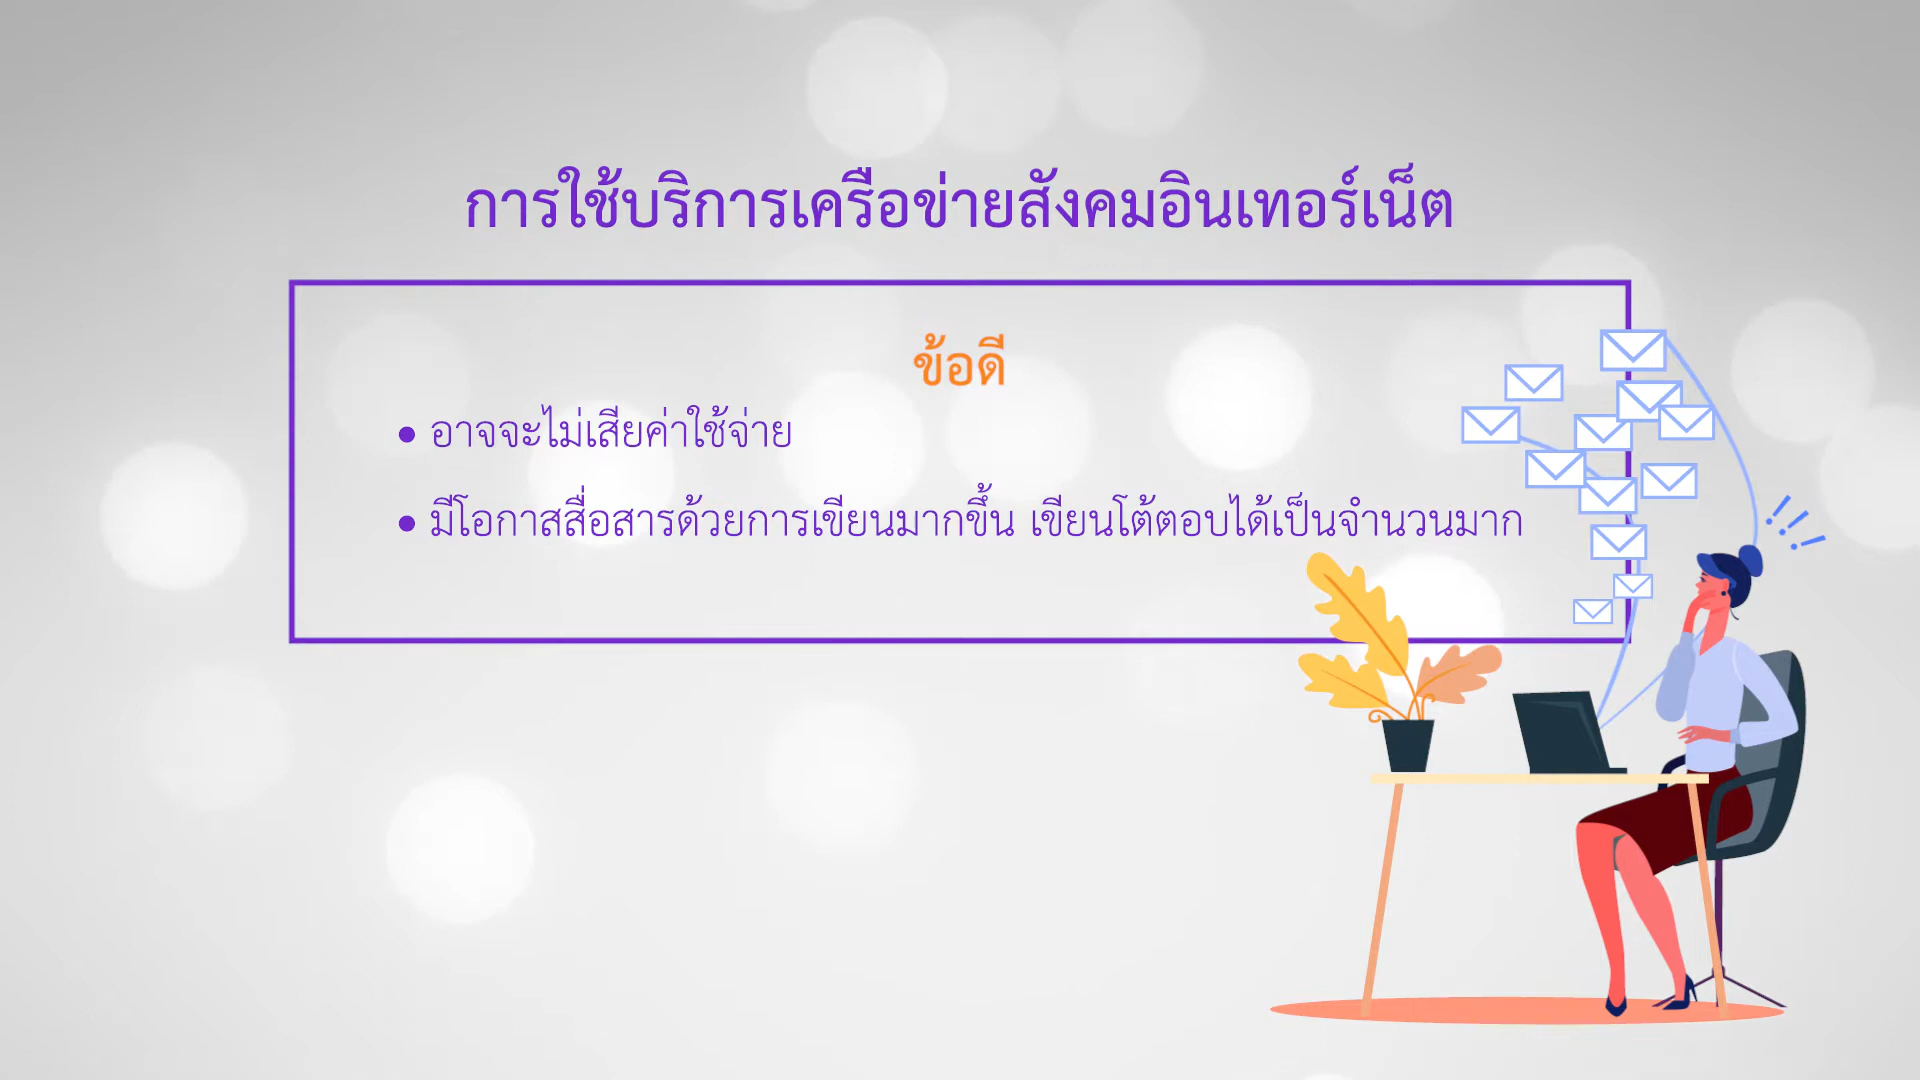 การใช้บริการเครือข่ายสังคมอินเทอร์เน็ต
ข้อดี
• อาจจะไม่เสียค่าใช้จ่าย
• มีโอกาสสื่อสารด้วยการเขียนมากขึ้น เขียนโต้ตอบได้เป็นจำนวนมาก